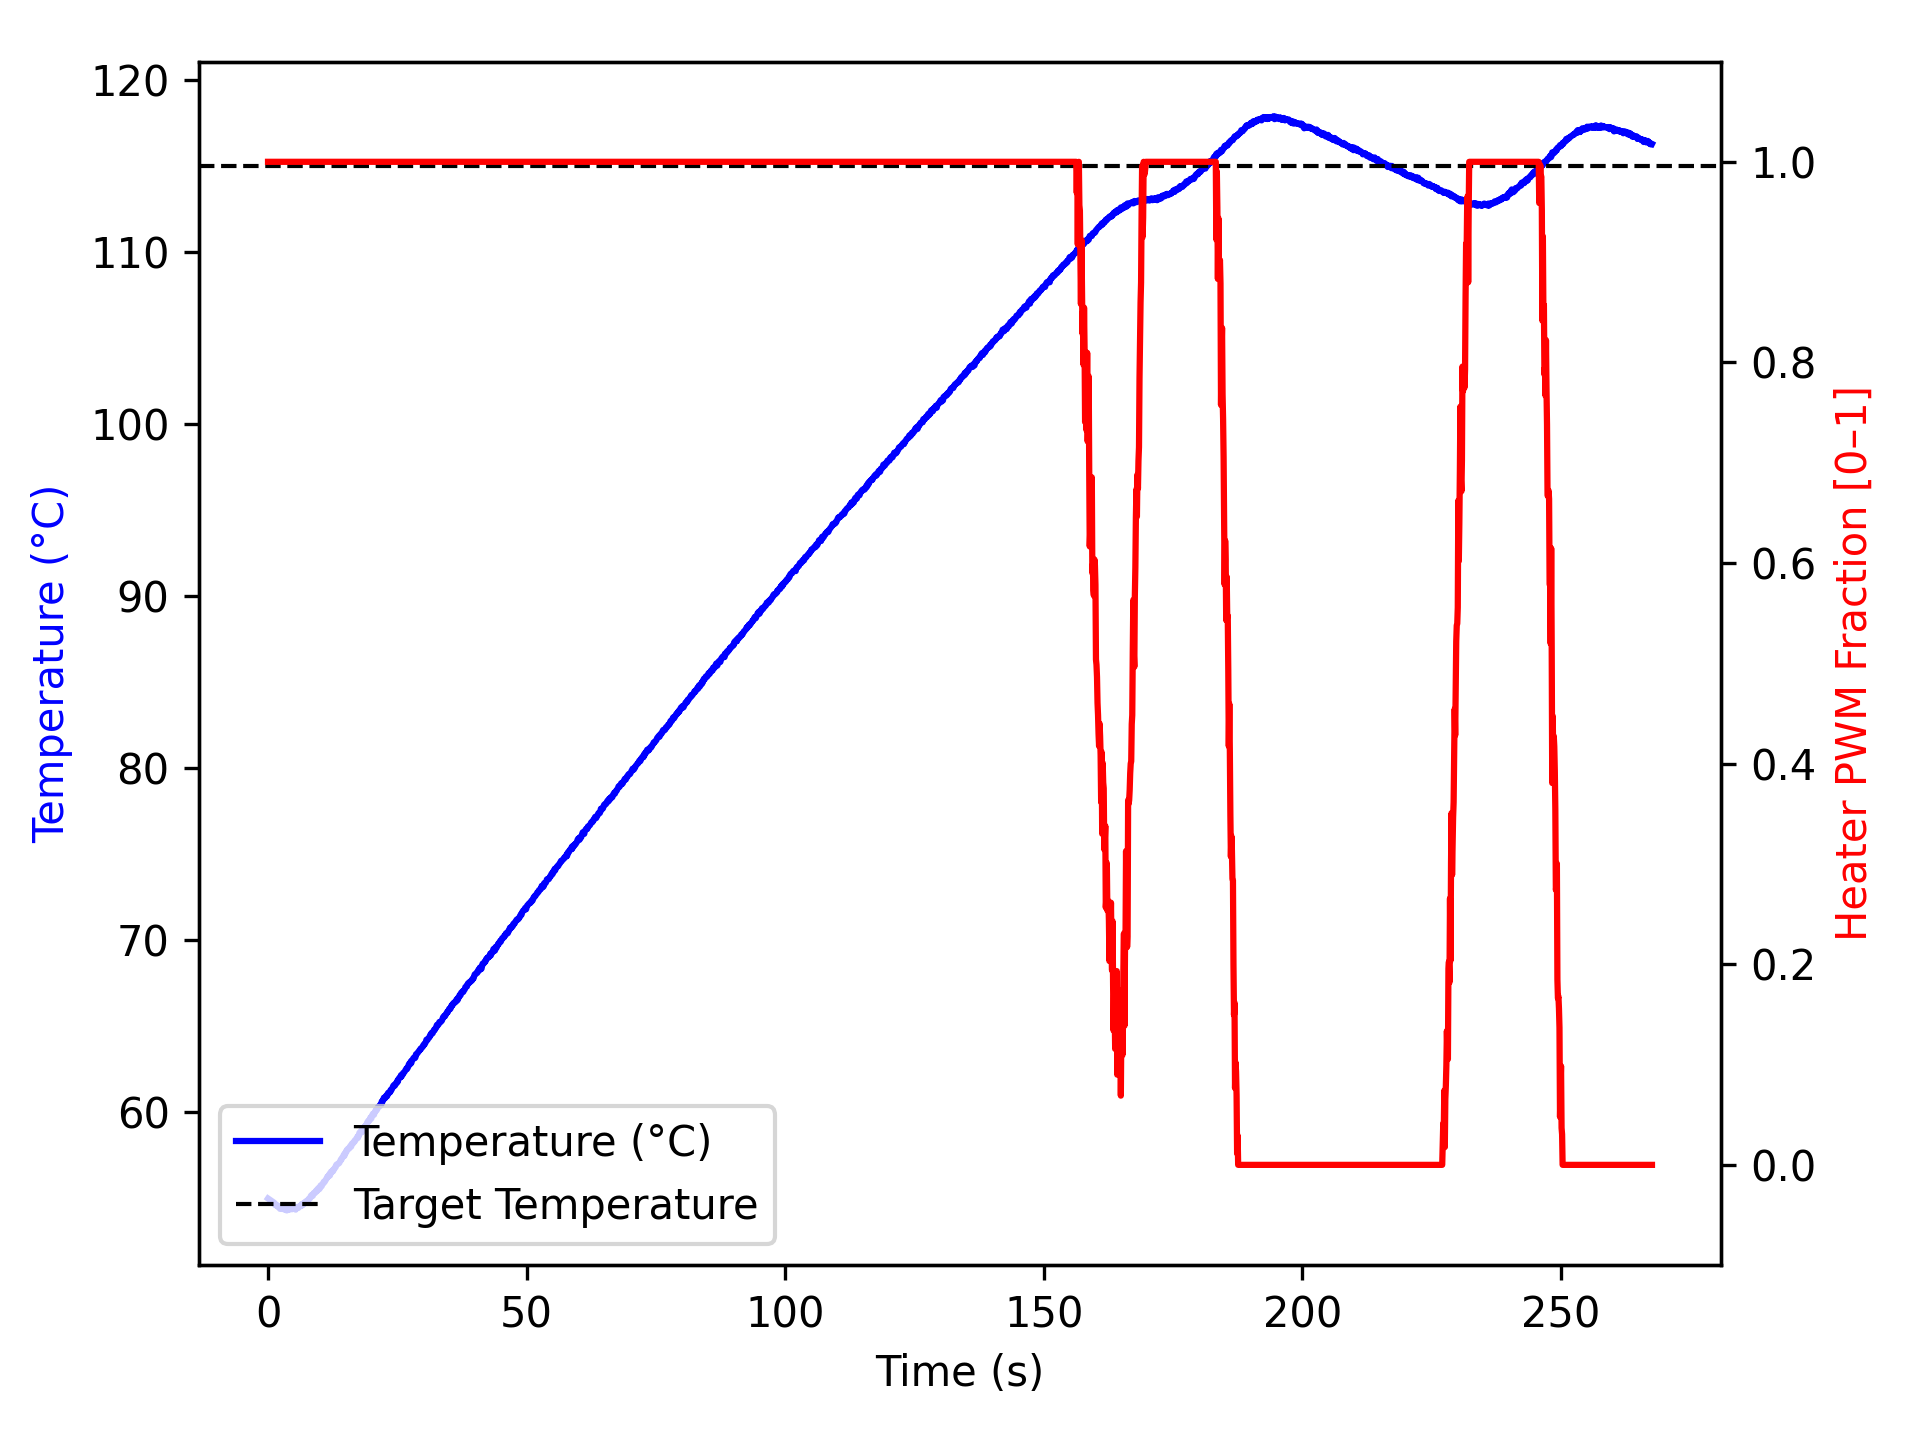 120
110
100
90
80
70
60
Temperature (°C)
1.0
0.8
0.6
0.4
0.2
0.0
Heater PWM Fraction [0–1]
Temperature (°C)
Target Temperature
0 50 100 150 200 250
Time (s)